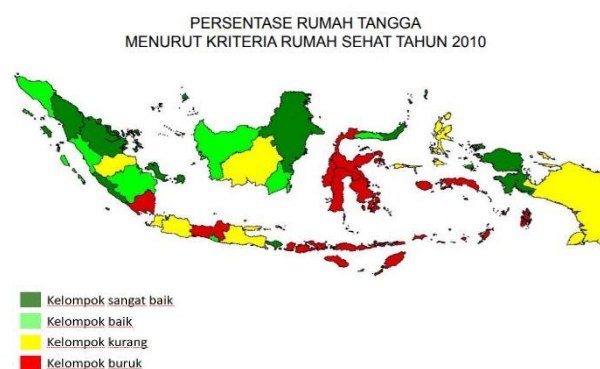 PERSENTASE RUMAH TANGGA
MENURUT KRITERIA RUMAH SEHAT TAHUN 2010
Kelompok sangat baik
Kelompok baik
Kelompok kurang
Kelompok buruk